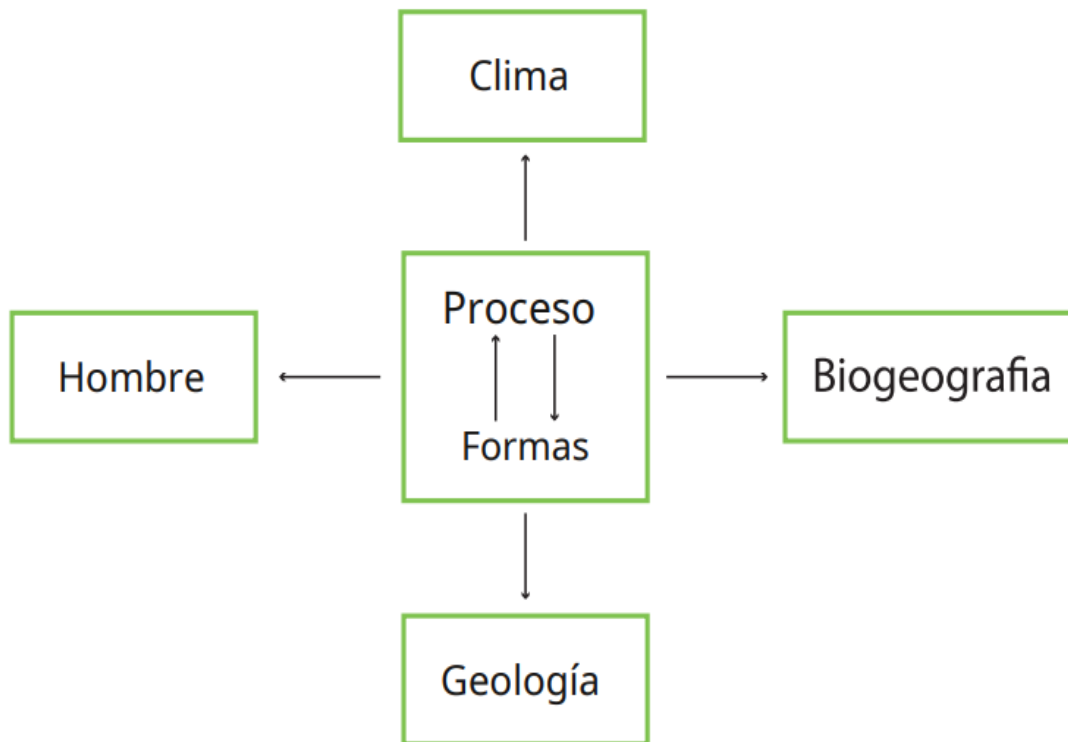 Clima
Proceso
Hombre
Biogeografia
Formas
Geología